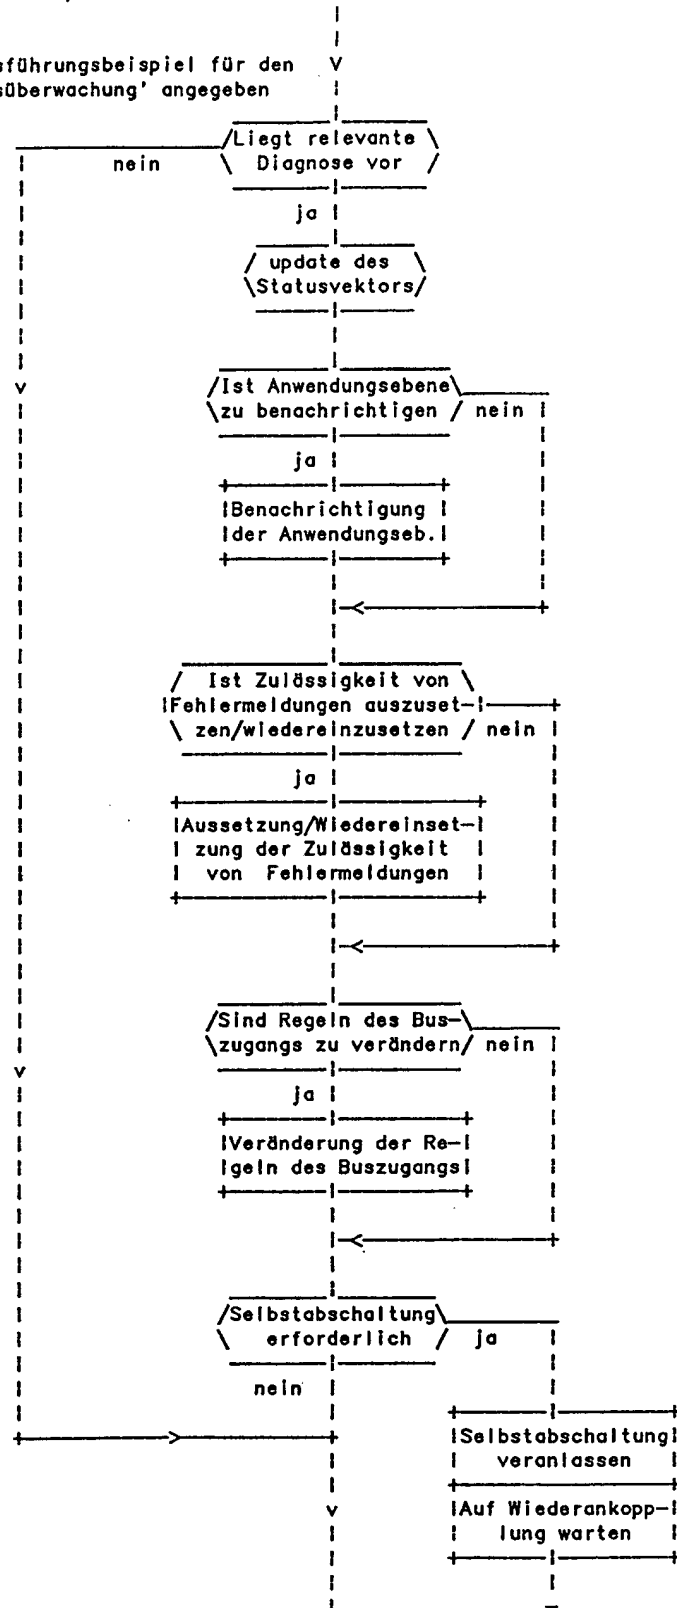 sführungsbeispiel für den
süberwachung' angegeben
Liegt relevante
nein
Diagnose vor
ja
update des
Statusvektors
Ist Anwendungsebene
zu benachrichtigen
nein
ja
Benachrichtigung
der Anwendungseb.
Ist Zulässigkeit von
Fehlermeldungen auszuset-
zen/wiedereinzusetzen
nein
ja
Aussetzung/Wiedereinset-
zung der Zulässigkeit
von Fehlermeldungen
Sind Regeln des Bus-
zugangs zu verändern
nein
ja
Veränderung der Re-
geln des Buszugangs
Selbstabschaltung
erforderlich
ja
nein
Selbstabschaltung
veranlassen
Auf Wiederankopp-
lung warten